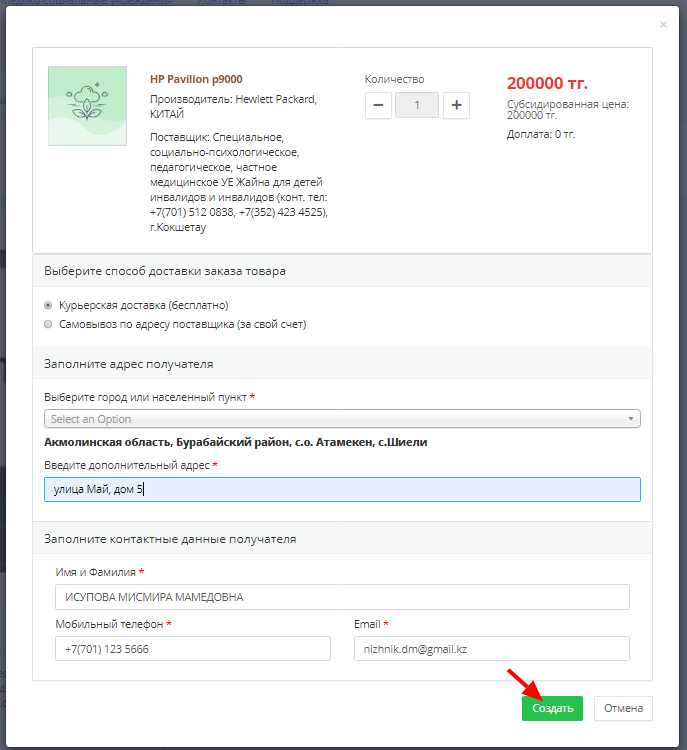 Медико-социальные учреждения Контакты Поддержка
×
HP Pavilion p9000
Производитель: Hewlett Packard,
КИТАЙ
Поставщик: Специальное,
социально-психологическое,
педагогическое, частное
медицинское УЕ Жайна для детей
инвалидов и инвалидов (конт. тел:
+7(701) 512 0838, +7(352) 423 4525),
г.Кокшетау
Количество
− 1 +
200000 тг.
Субсидированная цена:
200000 тг.
Доплата: 0 тг.
Выберите способ доставки заказа товара
Курьерская доставка (бесплатно)
Самовывоз по адресу поставщика (за свой счет)
Заполните адрес получателя
Выберите город или населенный пункт *
Select an Option
Акмолинская область, Бурабайский район, с.о. Атамекен, с.Шиели
Введите дополнительный адрес *
улица Май, дом 5
Заполните контактные данные получателя
Имя и Фамилия *
ИСУПОВА МИСМИРА МАМЕДОВНА
Мобильный телефон * Email *
+7(701) 123 5666 nizhnik.dm@gmail.kz
Создать Отмена